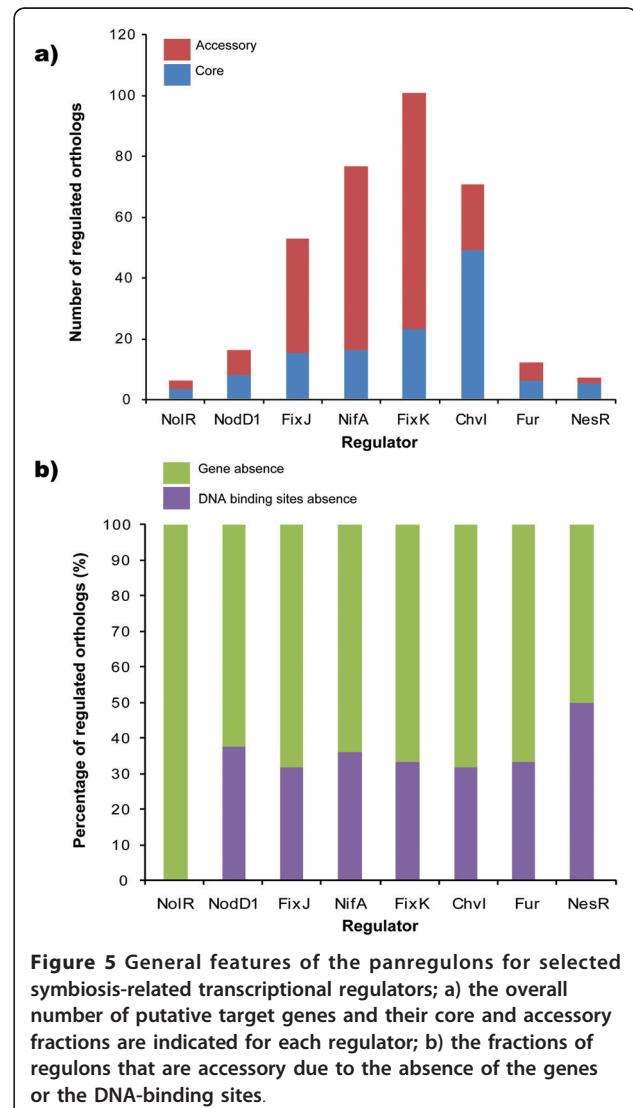 a)
Accessory
Core
120
100
80
60
40
20
0
Number of regulated orthologs
NolR NodD1 FixJ NifA FixK ChvI Fur NesR
Regulator
b)
Gene absence
DNA binding sites absence
100
90
80
70
60
50
40
30
20
10
0
Percentage of regulated orthologs (%)
NolR NodD1 FixJ NifA FixK ChvI Fur NesR
Regulator
Figure 5 General features of the panregulons for selected
symbiosis-related transcriptional regulators; a) the overall
number of putative target genes and their core and accessory
fractions are indicated for each regulator; b) the fractions of
regulons that are accessory due to the absence of the genes
or the DNA-binding sites.